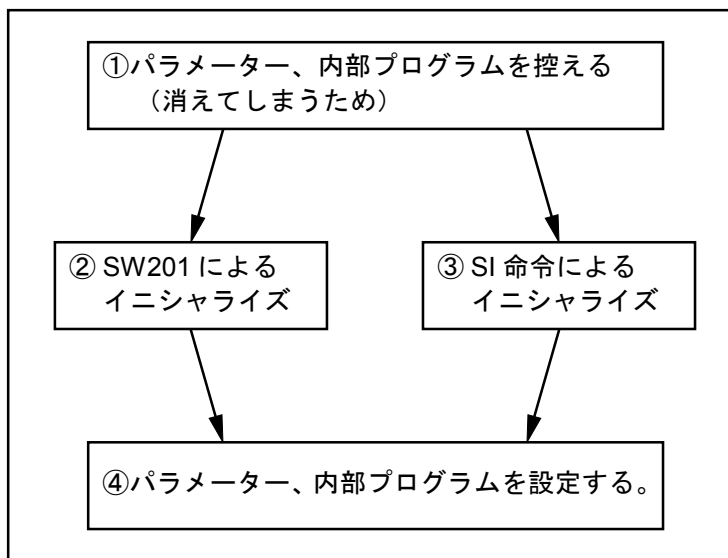 ①パラメーター、内部プログラムを控える
（消えてしまうため）
② SW201 による
イニシャライズ
③ SI 命令による
イニシャライズ
④パラメーター、内部プログラムを設定する。